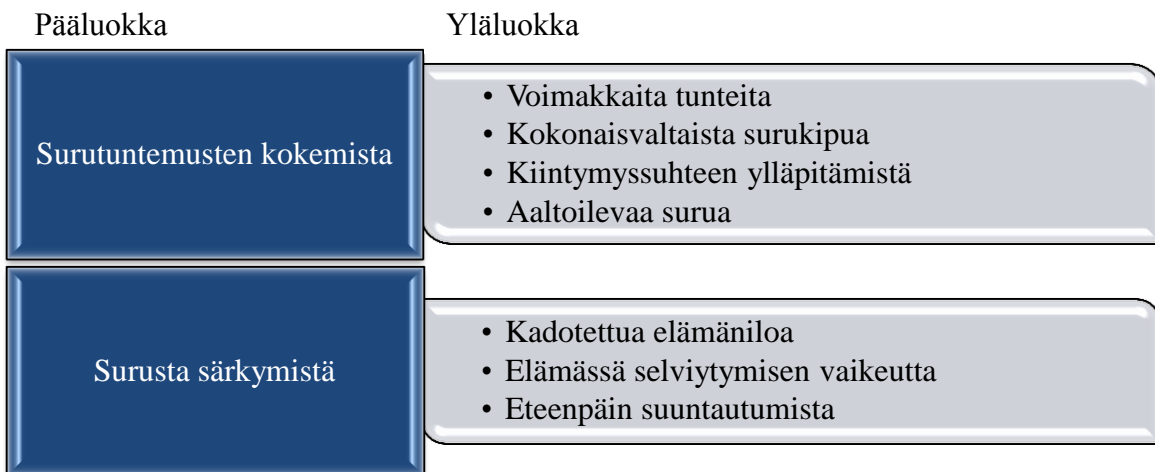 Pääluokka Yläluokka
Surutuntemusten kokemista
• Voimakkaita tunteita
• Kokonaisvaltaista surukipua
• Kiintymyssuhteen ylläpitämistä
• Aaltoilevaa surua
Surusta särkymistä
• Kadotettua elämäniloa
• Elämässä selviytymisen vaikeutta
• Eteenpäin suuntautumista